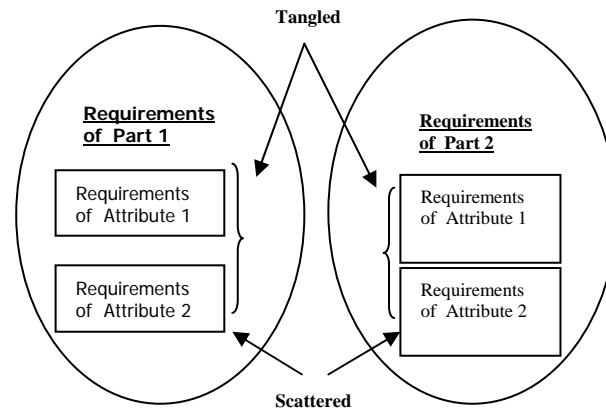 Tangled
Requirements
of Part 1
Requirements
of Attribute 1
Requirements
of Attribute 2
Requirements
of Part 2
Requirements
of Attribute 1
Requirements
of Attribute 2
Scattered